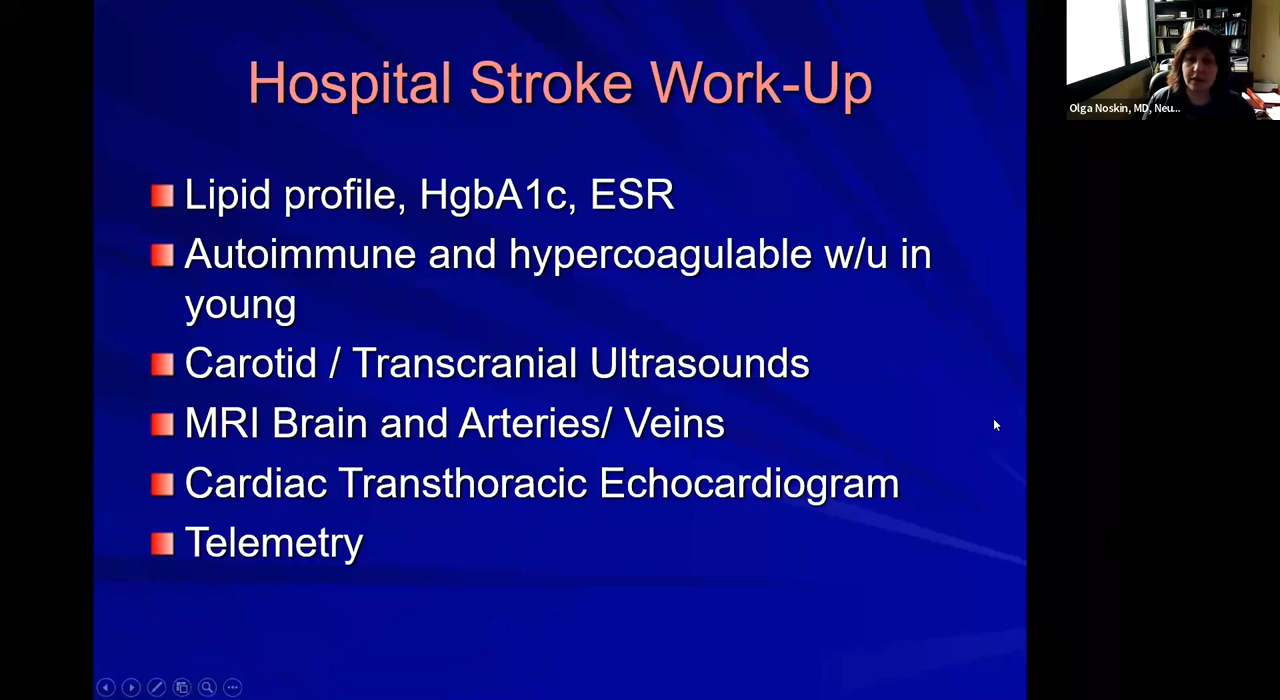 Hospital Stroke Work-Up
Lipid profile, HgbA1c, ESR
Autoimmune and hypercoagulable w/u in
young
Carotid / Transcranial Ultrasounds
MRI Brain and Arteries/ Veins
Cardiac Transthoracic Echocardiogram
Telemetry
Olga Noskin, MD, Neu...